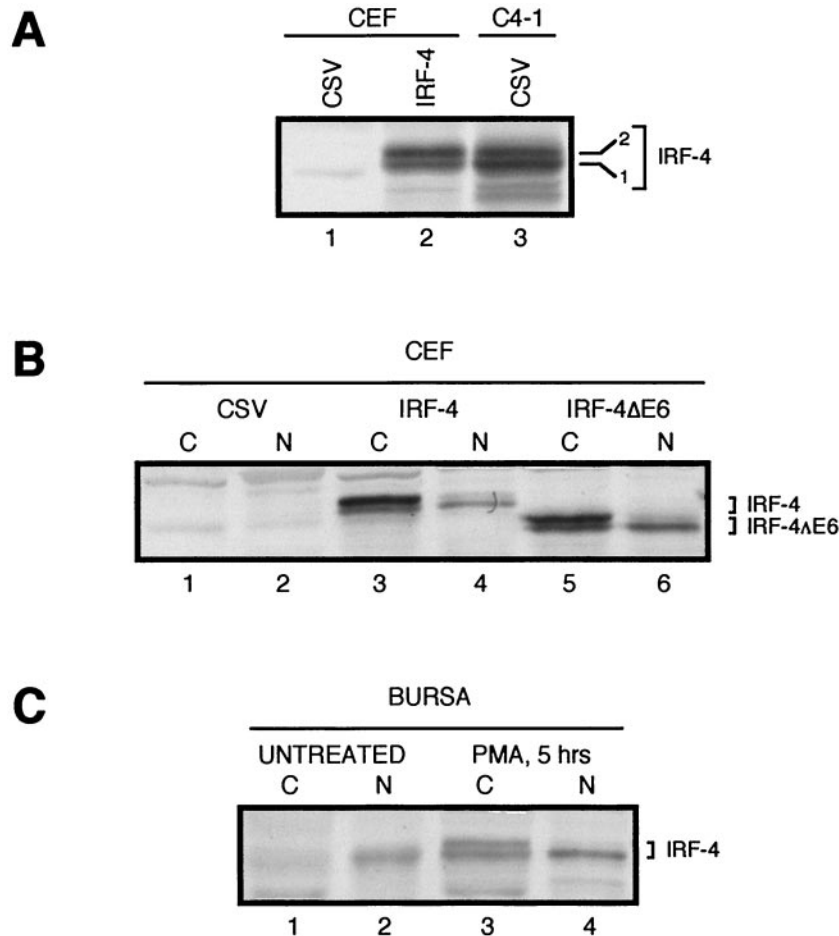 A
CEF C4-1
CSV IRF-4 CSV
2
IRF-4
1
1 2 3
B
CEF
CSV IRF-4 IRF-4ΔE6
C N C N C N
IRF-4
IRF-4ΛE6
1 2 3 4 5 6
C
BURSA
UNTREATED PMA, 5 hrs
C N C N
IRF-4
1 2 3 4